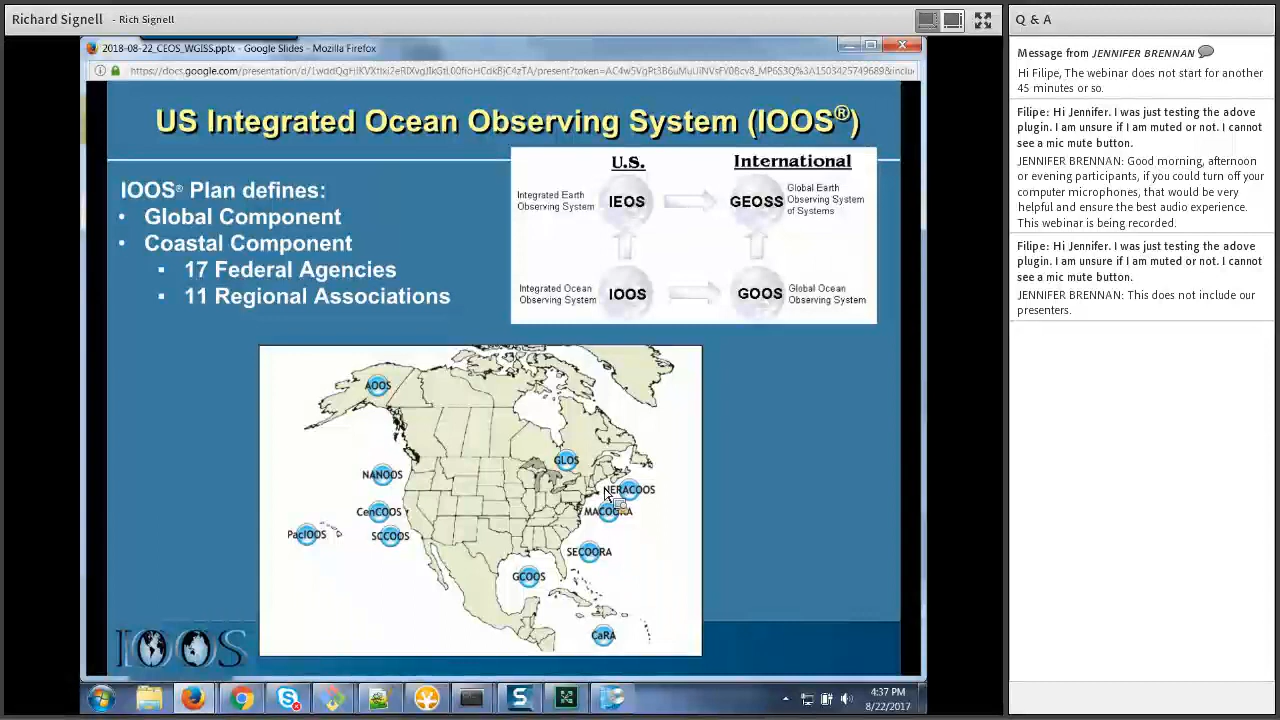 Richard Signell - Rich Signell
2018-08-22_CEOS_WGISS.pptx - Google Slides - Mozilla Firefox
US Integrated Ocean Observing System (IOOS®)
IOOS® Plan defines:
• Global Component
• Coastal Component
▪ 17 Federal Agencies
▪ 11 Regional Associations
U.S. International
Integrated Earth
Observing System
IEOS
GEOSS
Global Earth
Observing System
of Systems
Integrated Ocean
Observing System
IOOS
GOOS
Global Ocean
Observing System
AOOS
GLOS
NANOOS
NERACOOS
CenCOOS
MACOORA
PacIOOS
SCCOOS
SECOORA
GCOOS
CaRA
IOOS
4:37 PM
8/22/2017
Q & A
Message from JENNIFER BRENNAN
Hi Filipe, The webinar does not start for another
45 minutes or so.
Filipe: Hi Jennifer. I was just testing the above
plugin. I am unsure if I am muted or not. I cannot
see a mic mute button.
JENNIFER BRENNAN: Good morning, afternoon
or evening participants, if you could turn off your
computer microphones, that would be very
helpful and ensure the best audio experience.
This webinar is being recorded.
Filipe: Hi Jennifer. I was just testing the above
plugin. I am unsure if I am muted or not. I cannot
see a mic mute button.
JENNIFER BRENNAN: This does not include our
presenters.